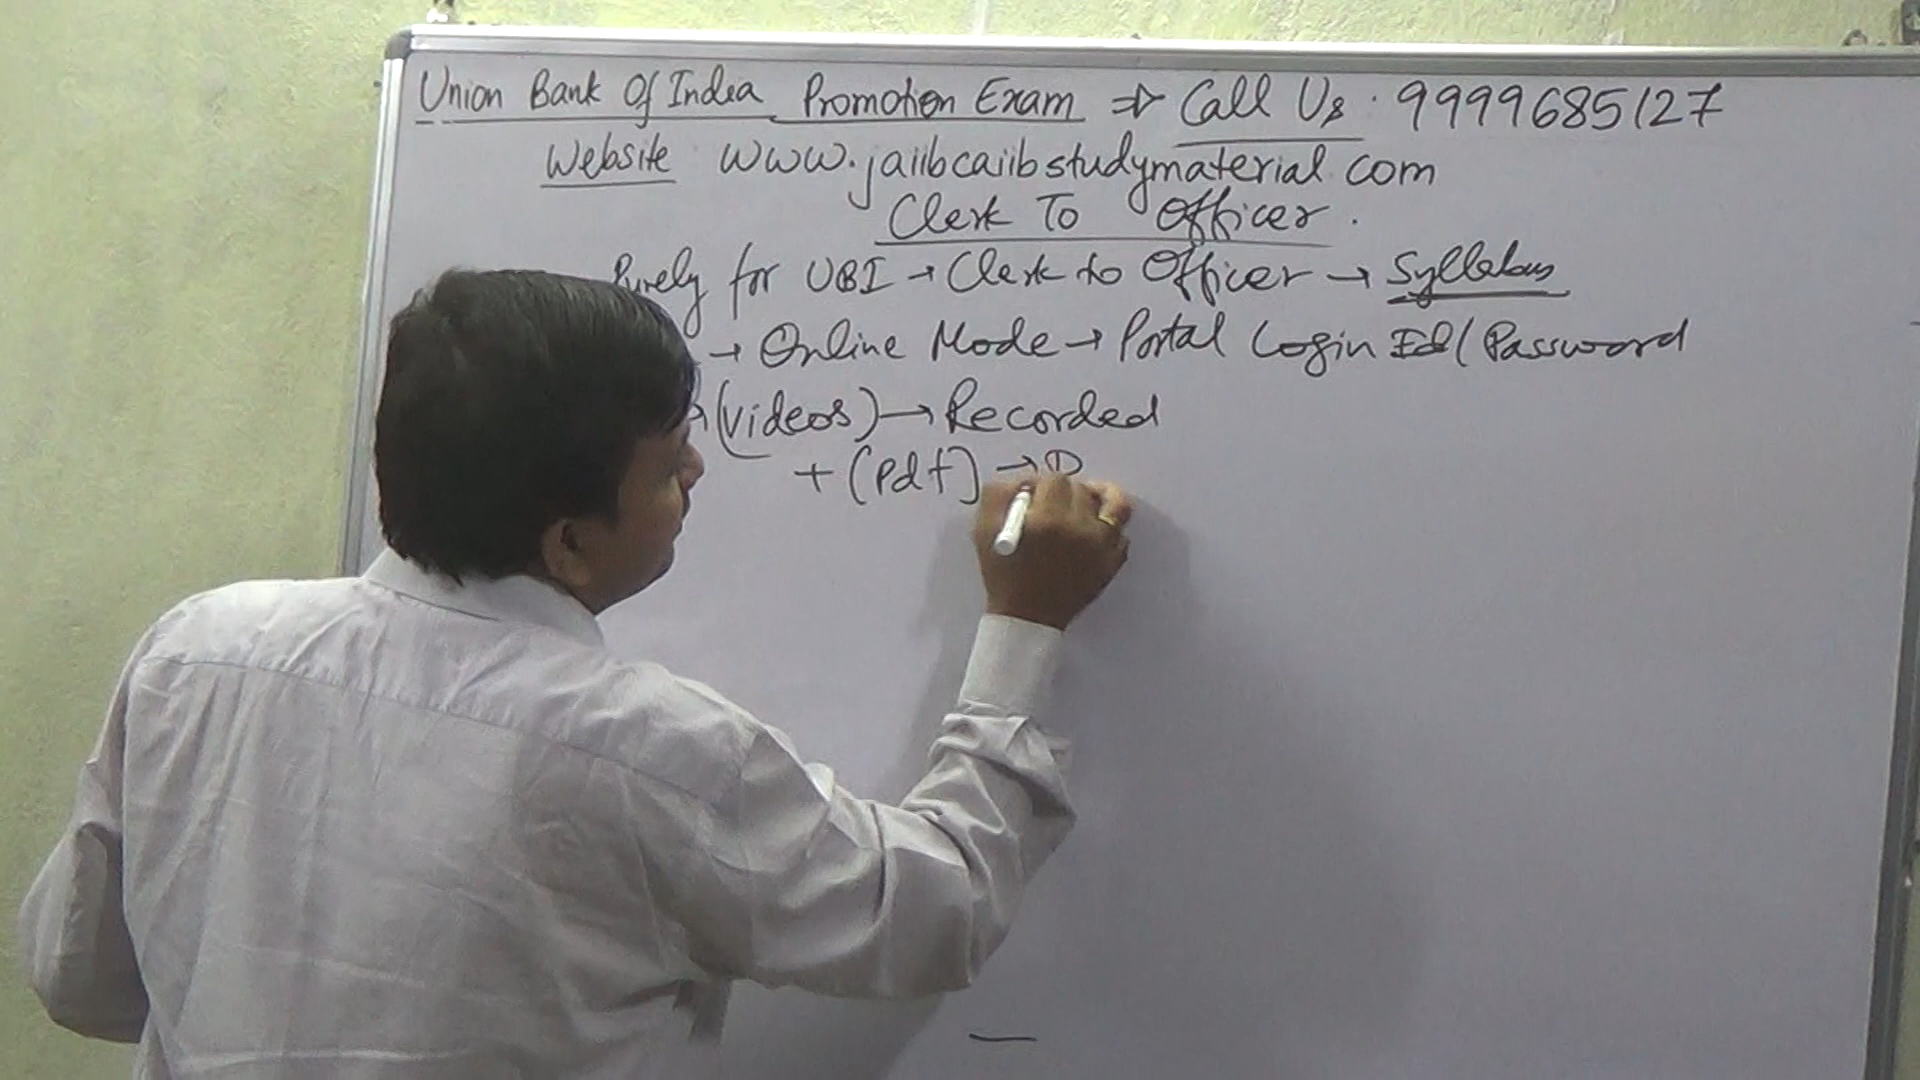 Union Bank Of India Promotion Exam ⇒ Call Us · 9999685127
Website www.jaiibcaiibstudymaterial.com
Clerk To Officer.
Purely for UBI → Clerk to Officer → Syllabus
→ Online Mode → Portal Login Id/Password
→ (Videos) → Recorded
+ (Pdf) →